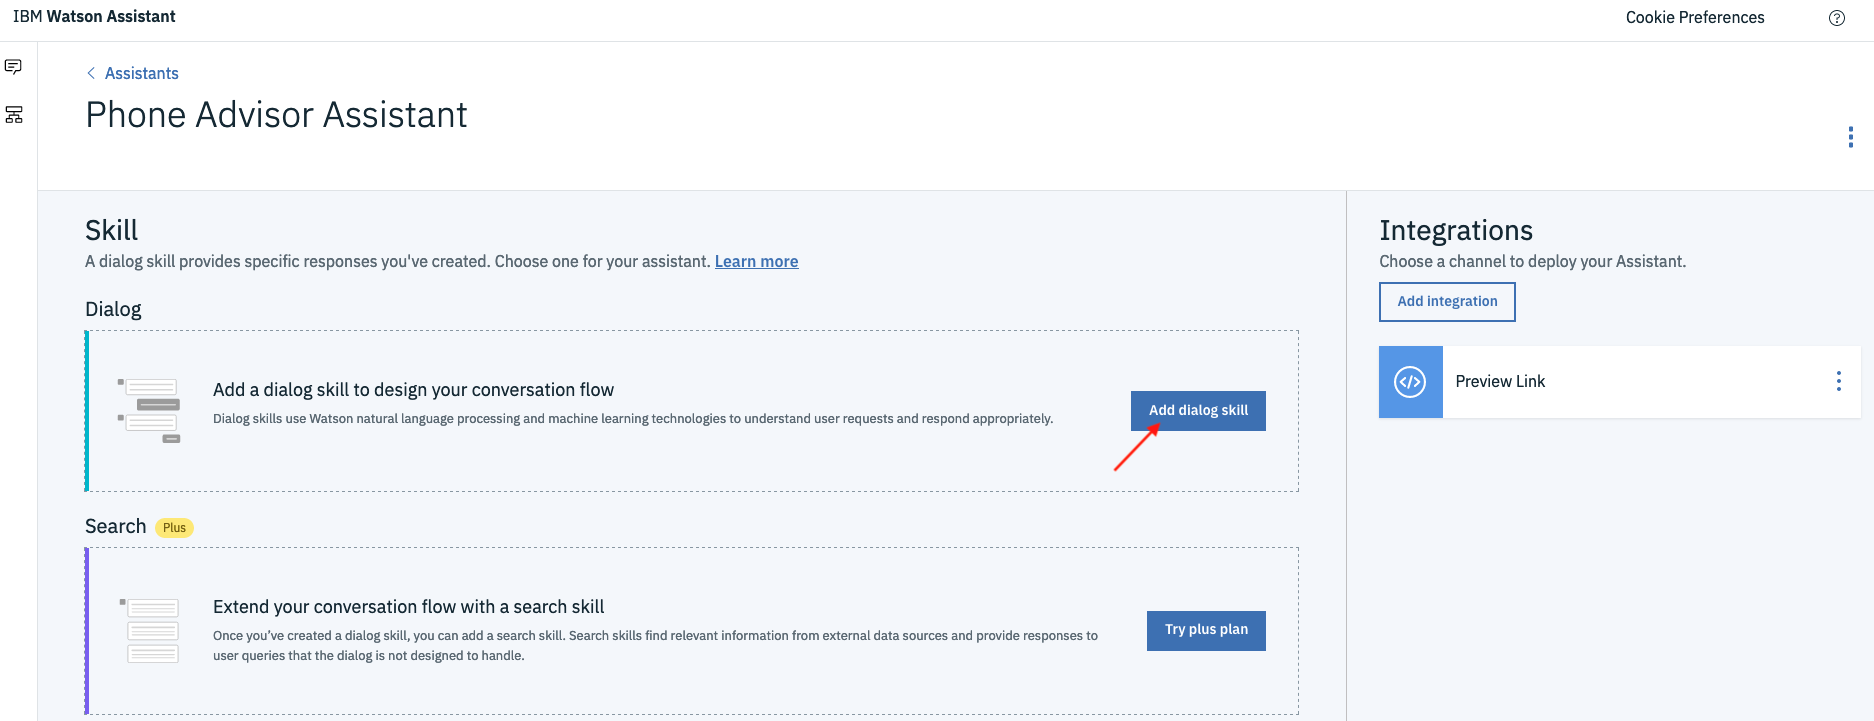 IBM Watson Assistant
Cookie Preferences
Assistants
Phone Advisor Assistant
Skill
A dialog skill provides specific responses you've created. Choose one for your assistant. Learn more
Dialog
Add a dialog skill to design your conversation flow
Dialog skills use Watson natural language processing and machine learning technologies to understand user requests and respond appropriately.
Add dialog skill
Search Plus
Extend your conversation flow with a search skill
Once you’ve created a dialog skill, you can add a search skill. Search skills find relevant information from external data sources and provide responses to
user queries that the dialog is not designed to handle.
Try plus plan
Integrations
Choose a channel to deploy your Assistant.
Add integration
Preview Link